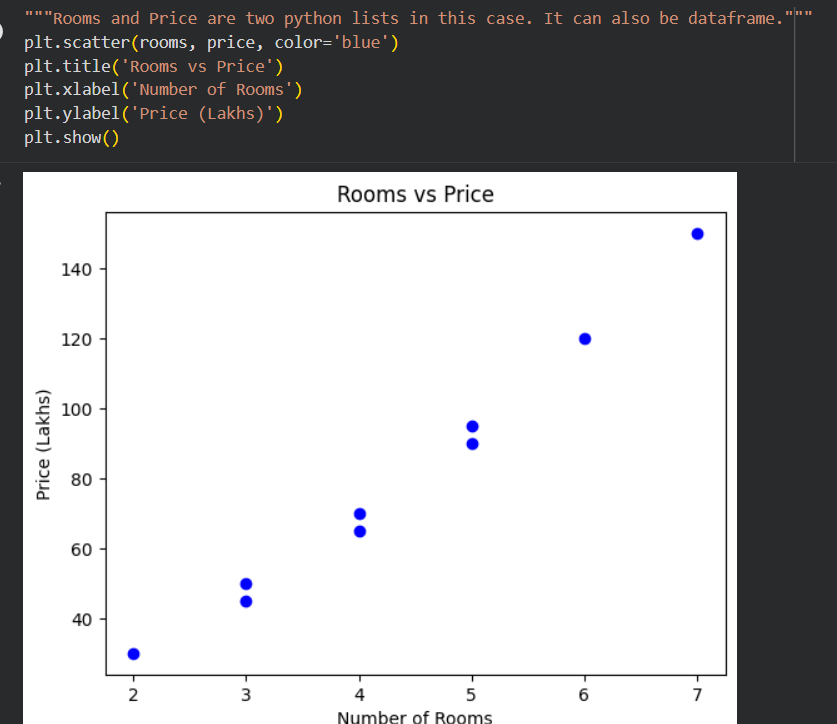 """Rooms and Price are two python lists in this case. It can also be dataframe."""
plt.scatter(rooms, price, color='blue')
plt.title('Rooms vs Price')
plt.xlabel('Number of Rooms')
plt.ylabel('Price (Lakhs)')
plt.show()
Rooms vs Price
Price (Lakhs)
140
120
100
80
60
40
2 3 4 5 6 7
Number of Rooms